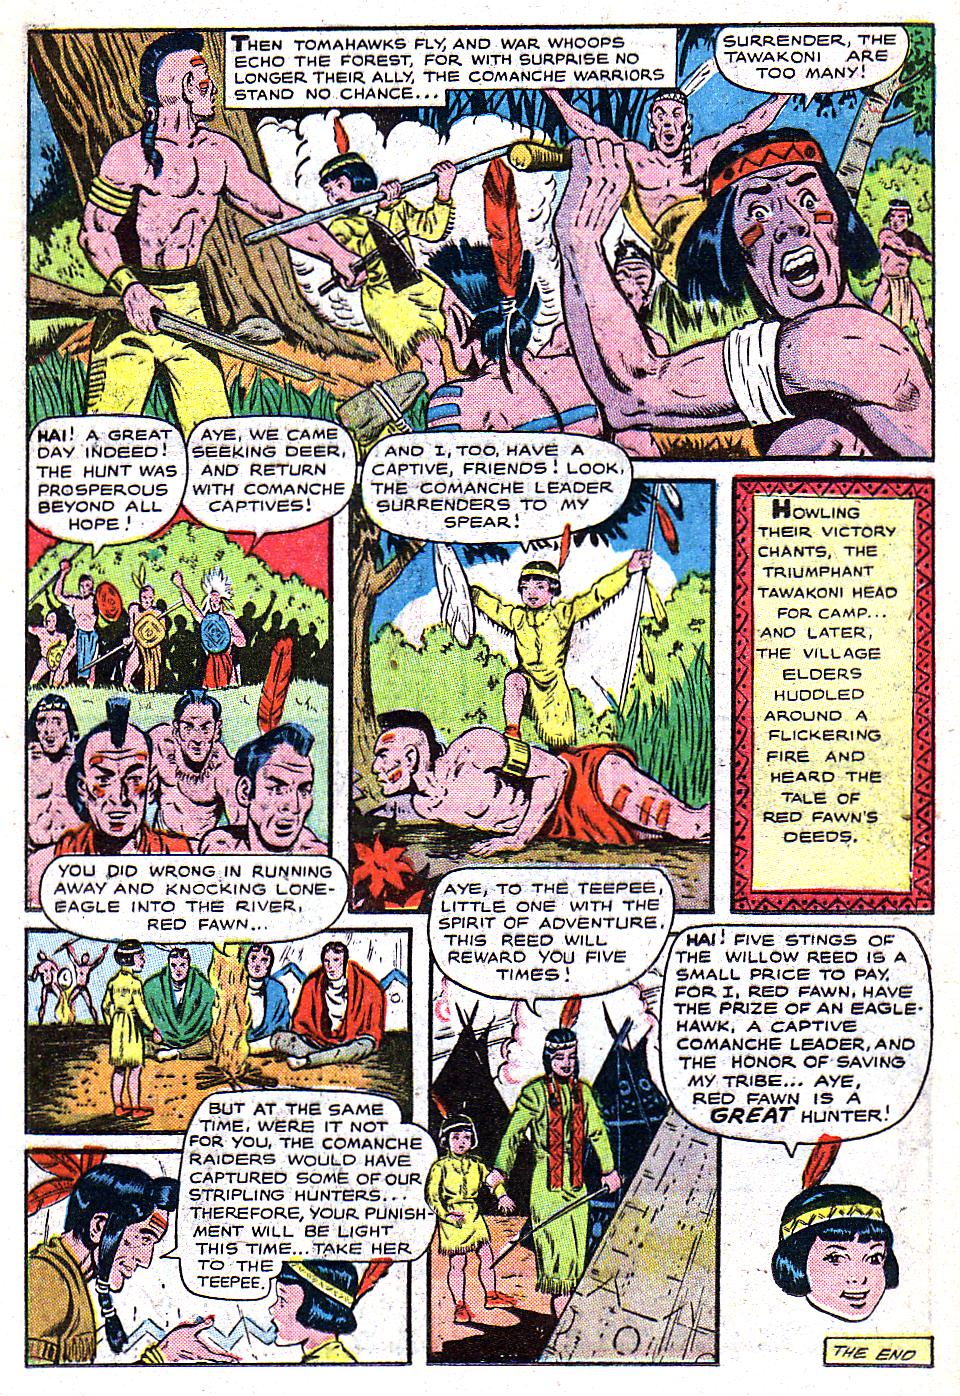 THEN TOMAHAWKS FLY, AND WAR WHOOPS
ECHO THE FOREST, FOR WITH SURPRISE NO
LONGER THEIR ALLY, THE COMANCHE WARRIORS
STAND NO CHANCE...
SURRENDER, THE
TAWAKONI ARE
TOO MANY!
HAI! A GREAT
DAY INDEED!
THE HUNT WAS
PROSPEROUS
BEYOND ALL
HOPE!
AYE, WE CAME
SEEKING DEER,
AND RETURN
WITH COMANCHE
CAPTIVES!
AND I, TOO, HAVE A
CAPTIVE, FRIENDS! LOOK,
THE COMANCHE LEADER
SURRENDERS TO MY
SPEAR!
HOWLING
THEIR VICTORY
CHANTS, THE
TRIUMPHANT
TAWAKONI HEAD
FOR CAMP...
AND LATER,
THE VILLAGE
ELDERS
HUDDLED
AROUND A
FLICKERING
FIRE AND
HEARD THE
TALE OF
RED FAWN'S
DEEDS.
YOU DID WRONG IN RUNNING
AWAY AND KNOCKING LONE-
EAGLE INTO THE RIVER,
RED FAWN...
BUT AT THE SAME
TIME, WERE IT NOT
FOR YOU, THE COMANCHE
RAIDERS WOULD HAVE
CAPTURED SOME OF OUR
STRIPLING HUNTERS...
THEREFORE, YOUR PUNISH-
MENT WILL BE LIGHT
THIS TIME... TAKE HER
TO THE
TEEPEE.
AYE, TO THE TEEPEE,
LITTLE ONE WITH THE
SPIRIT OF ADVENTURE,
THIS REED WILL
REWARD YOU FIVE
TIMES!
HAI! FIVE STINGS OF
THE WILLOW REED IS A
SMALL PRICE TO PAY,
FOR I, RED FAWN, HAVE
THE PRIZE OF AN EAGLE-
HAWK, A CAPTIVE
COMANCHE LEADER, AND
THE HONOR OF SAVING
MY TRIBE... AYE,
RED FAWN IS A
GREAT HUNTER!
THE END